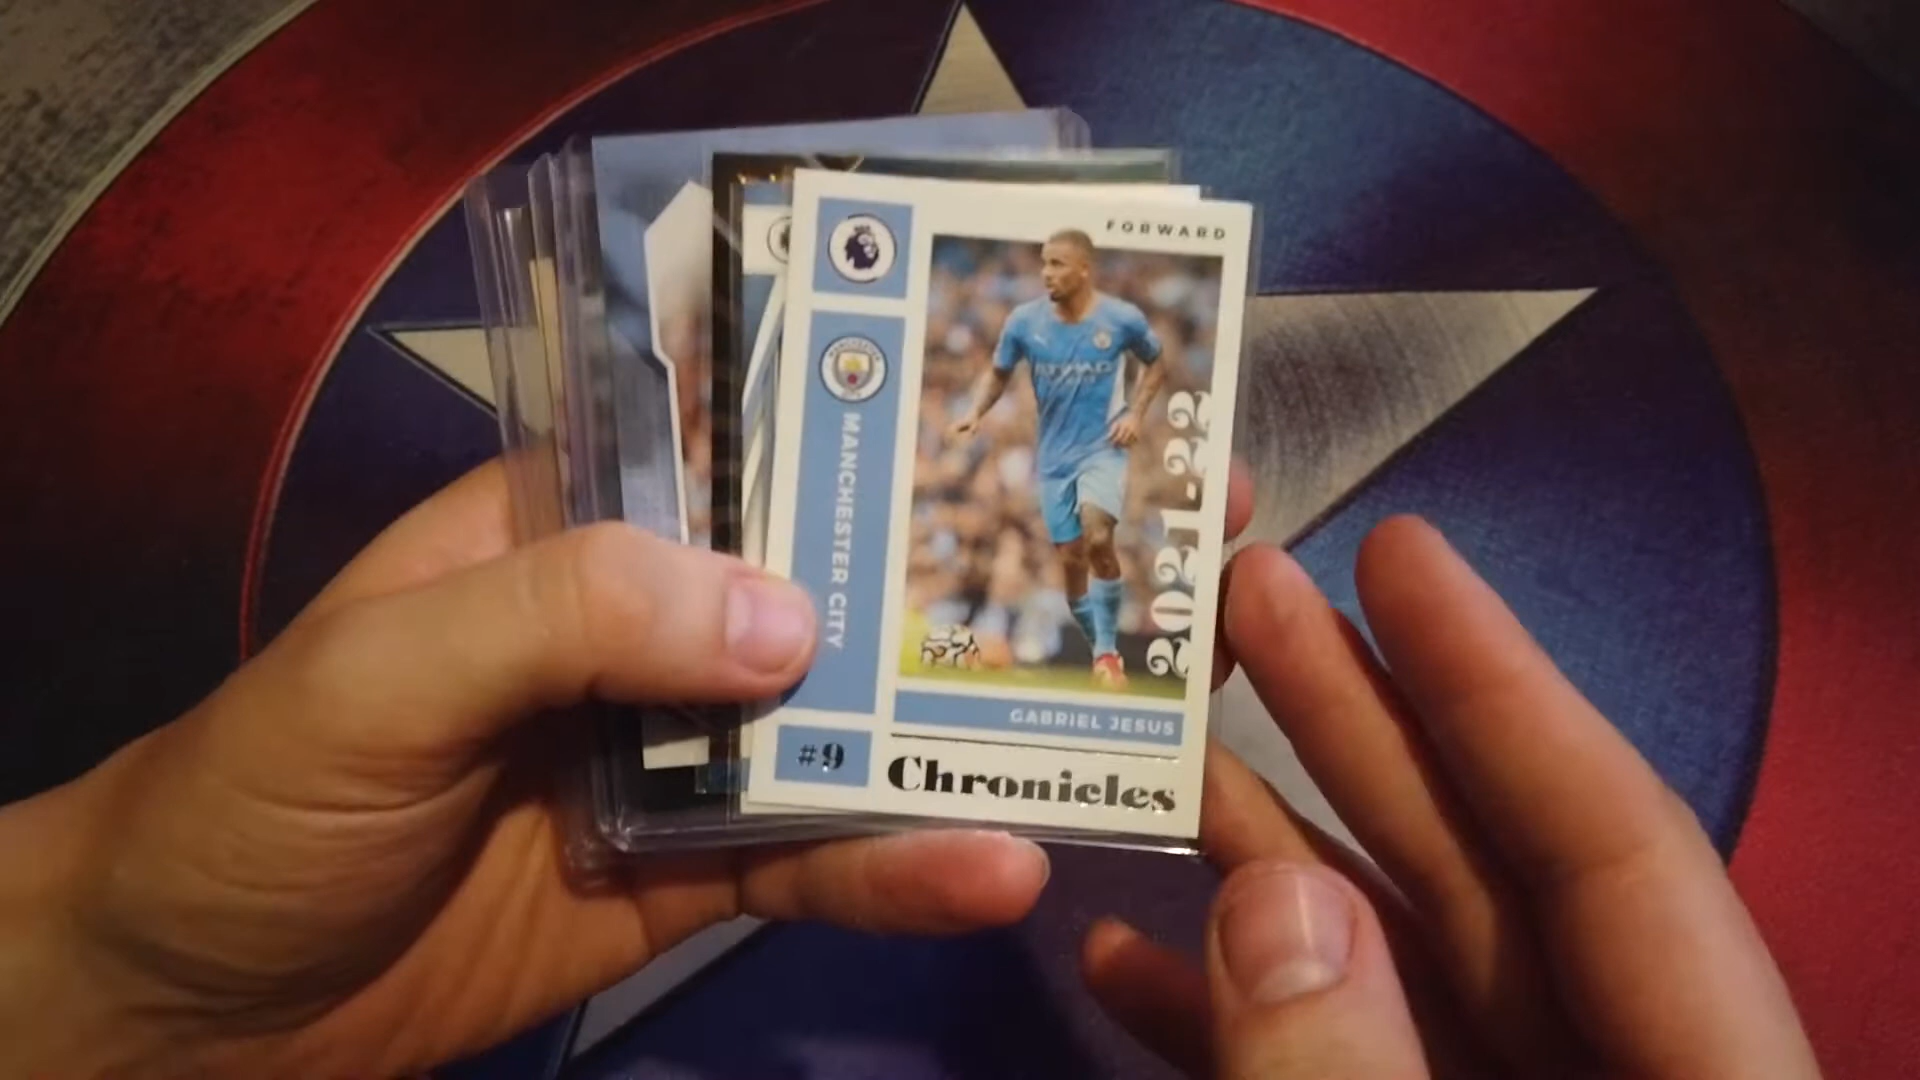 FORWARD
MANCHESTER CITY
2021-22
GABRIEL JESUS
#9
Chronicles